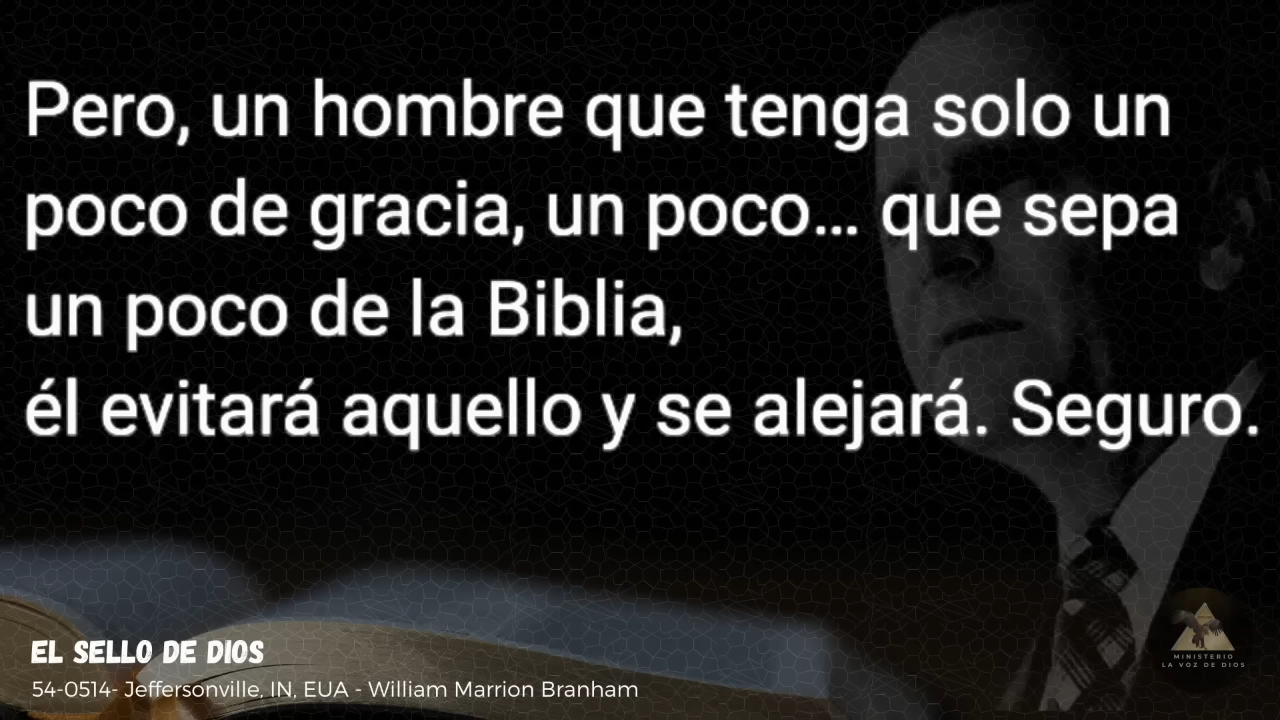 Pero, un hombre que tenga solo un
poco de gracia, un poco... que sepa
un poco de la Biblia,
él evitará aquello y se alejará. Seguro.
EL SELLO DE DIOS
54-0514- Jeffersonville, IN, EUA - William Marrion Branham
MINISTERIO
LA VOZ DE DIOS